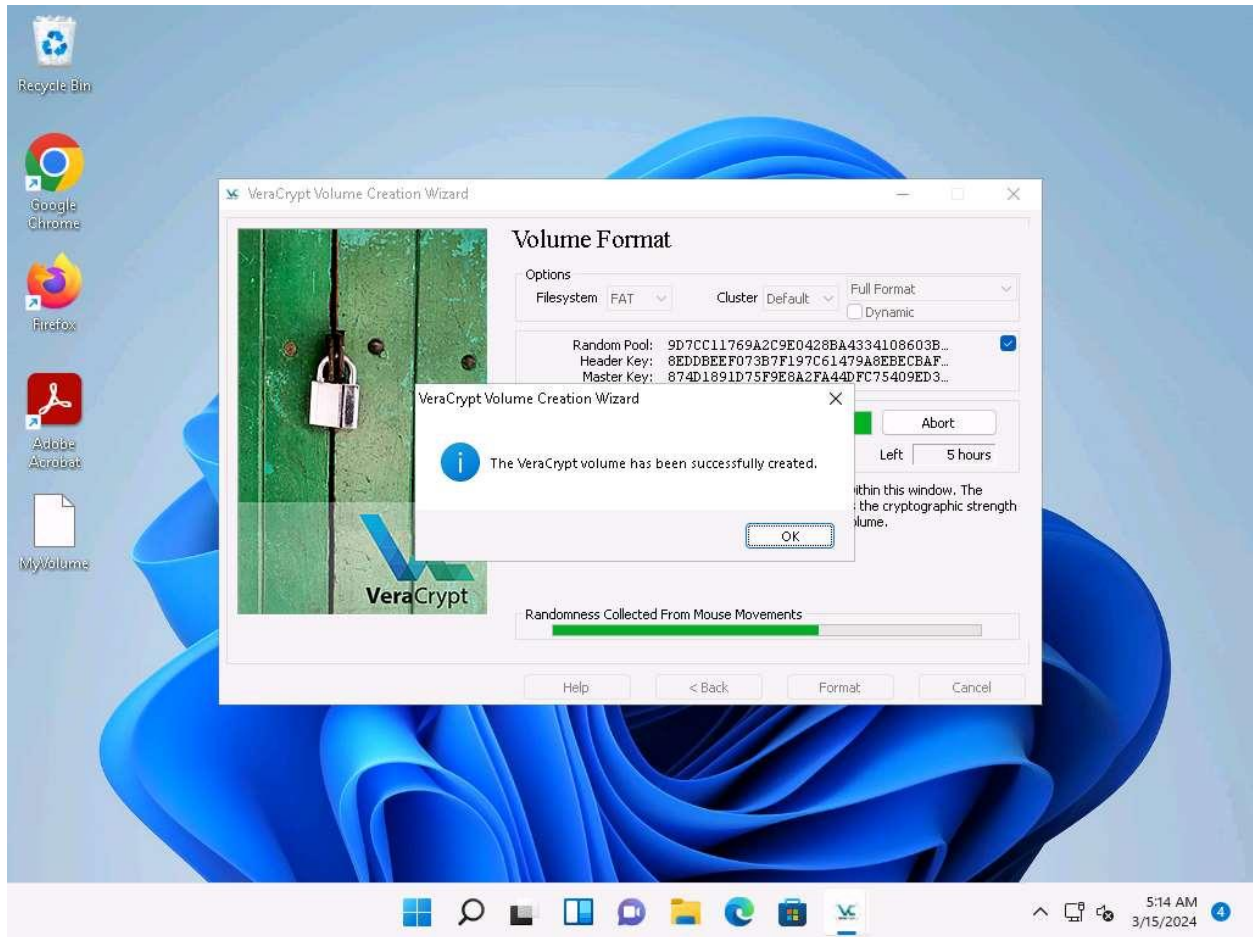 Recycle Bin
Google
Chrome
Firefox
Adobe
Acrobat
MyVolume
VeraCrypt Volume Creation Wizard
Volume Format
Options
Filesystem FAT Cluster Default Full Format
Dynamic
Random Pool: 9D7CC11769A2C9E0428BA4334108603B...
Header Key: 8EDDBEEF073B7F197C61479A8EBECBAF...
Master Key: 874D1891D75F9E8A2FA44DFC75409ED3...
VeraCrypt Volume Creation Wizard
Abort
Left 5 hours
The VeraCrypt volume has been successfully created.
within this window. The
the cryptographic strength
OK
VeraCrypt
Randomness Collected From Mouse Movements
Help < Back Format Cancel
5:14 AM
3/15/2024
4